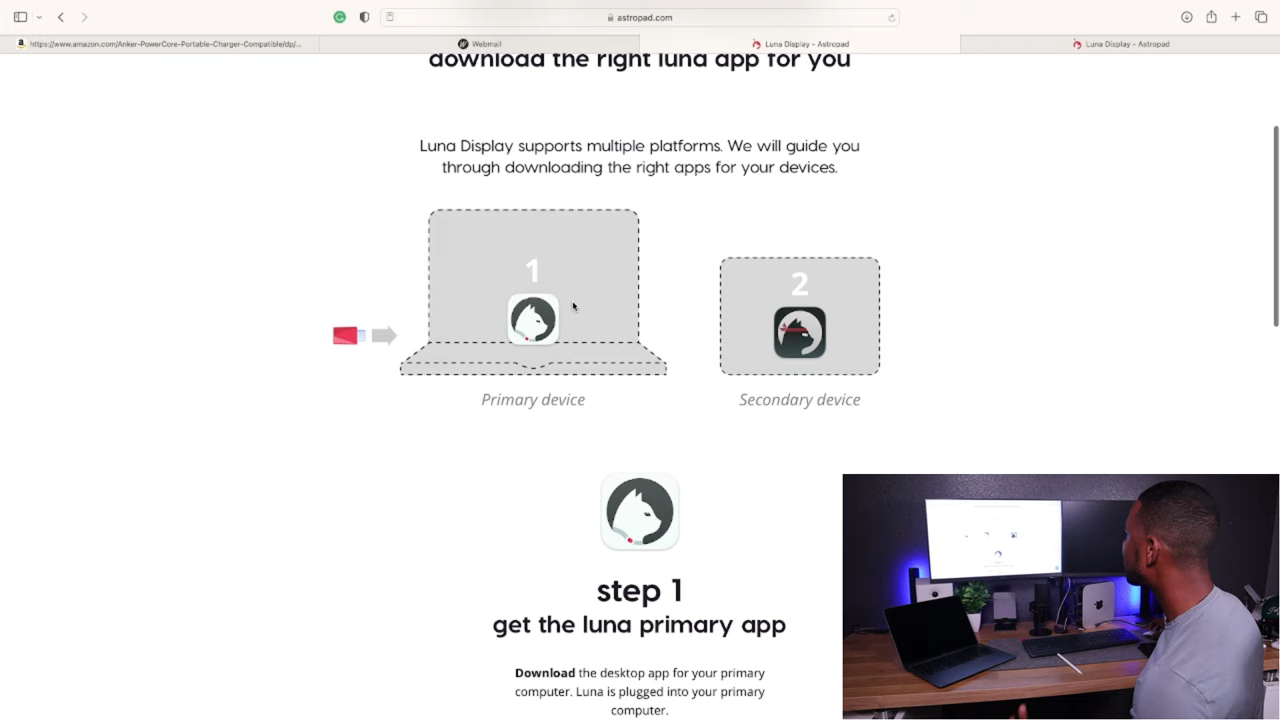 astropad.com
https://www.amazon.com/Anker-PowerCore-Portable-Charger-Compatible/dp/...
Webmail
Luna Display - Astropad
Luna Display - Astropad
download the right luna app for you
Luna Display supports multiple platforms. We will guide you
through downloading the right apps for your devices.
1
2
Primary device
Secondary device
step 1
get the luna primary app
Download the desktop app for your primary
computer. Luna is plugged into your primary
computer.